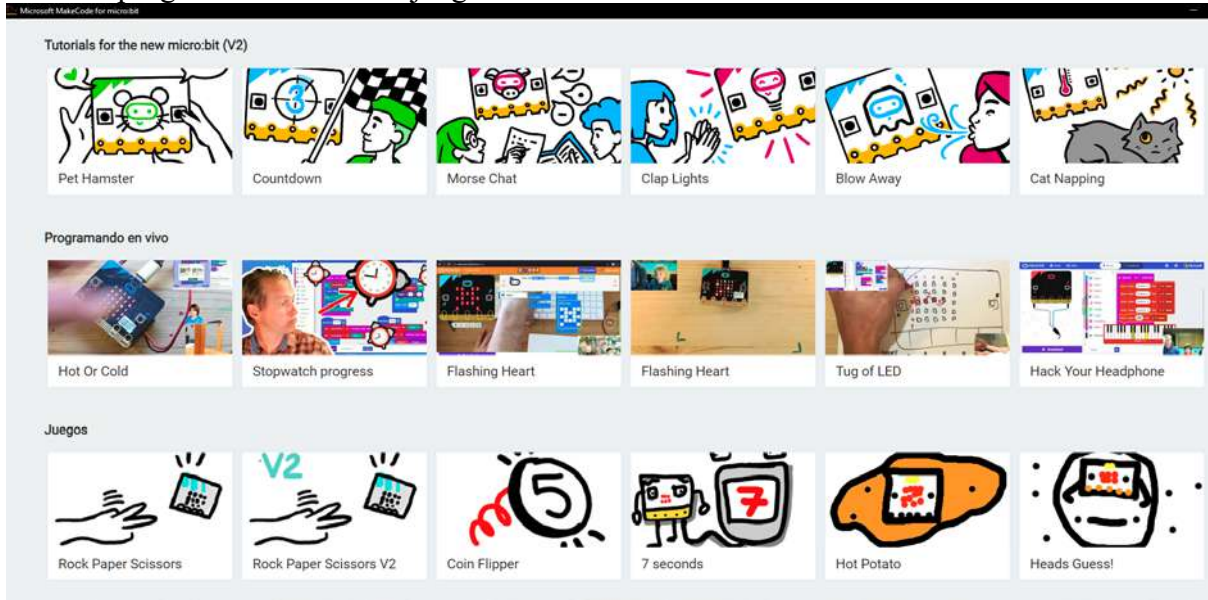 Microsoft MakeCode for micro:bit
Tutorials for the new micro:bit (V2)
3
Pet Hamster
Countdown
Morse Chat
Clap Lights
Blow Away
Cat Napping
Programando en vivo
Hot Or Cold
Stopwatch progress
Flashing Heart
Flashing Heart
Tug of LED
Hack Your Headphone
Juegos
V2
5
7
Rock Paper Scissors
Rock Paper Scissors V2
Coin Flipper
7 seconds
Hot Potato
Heads Guess!